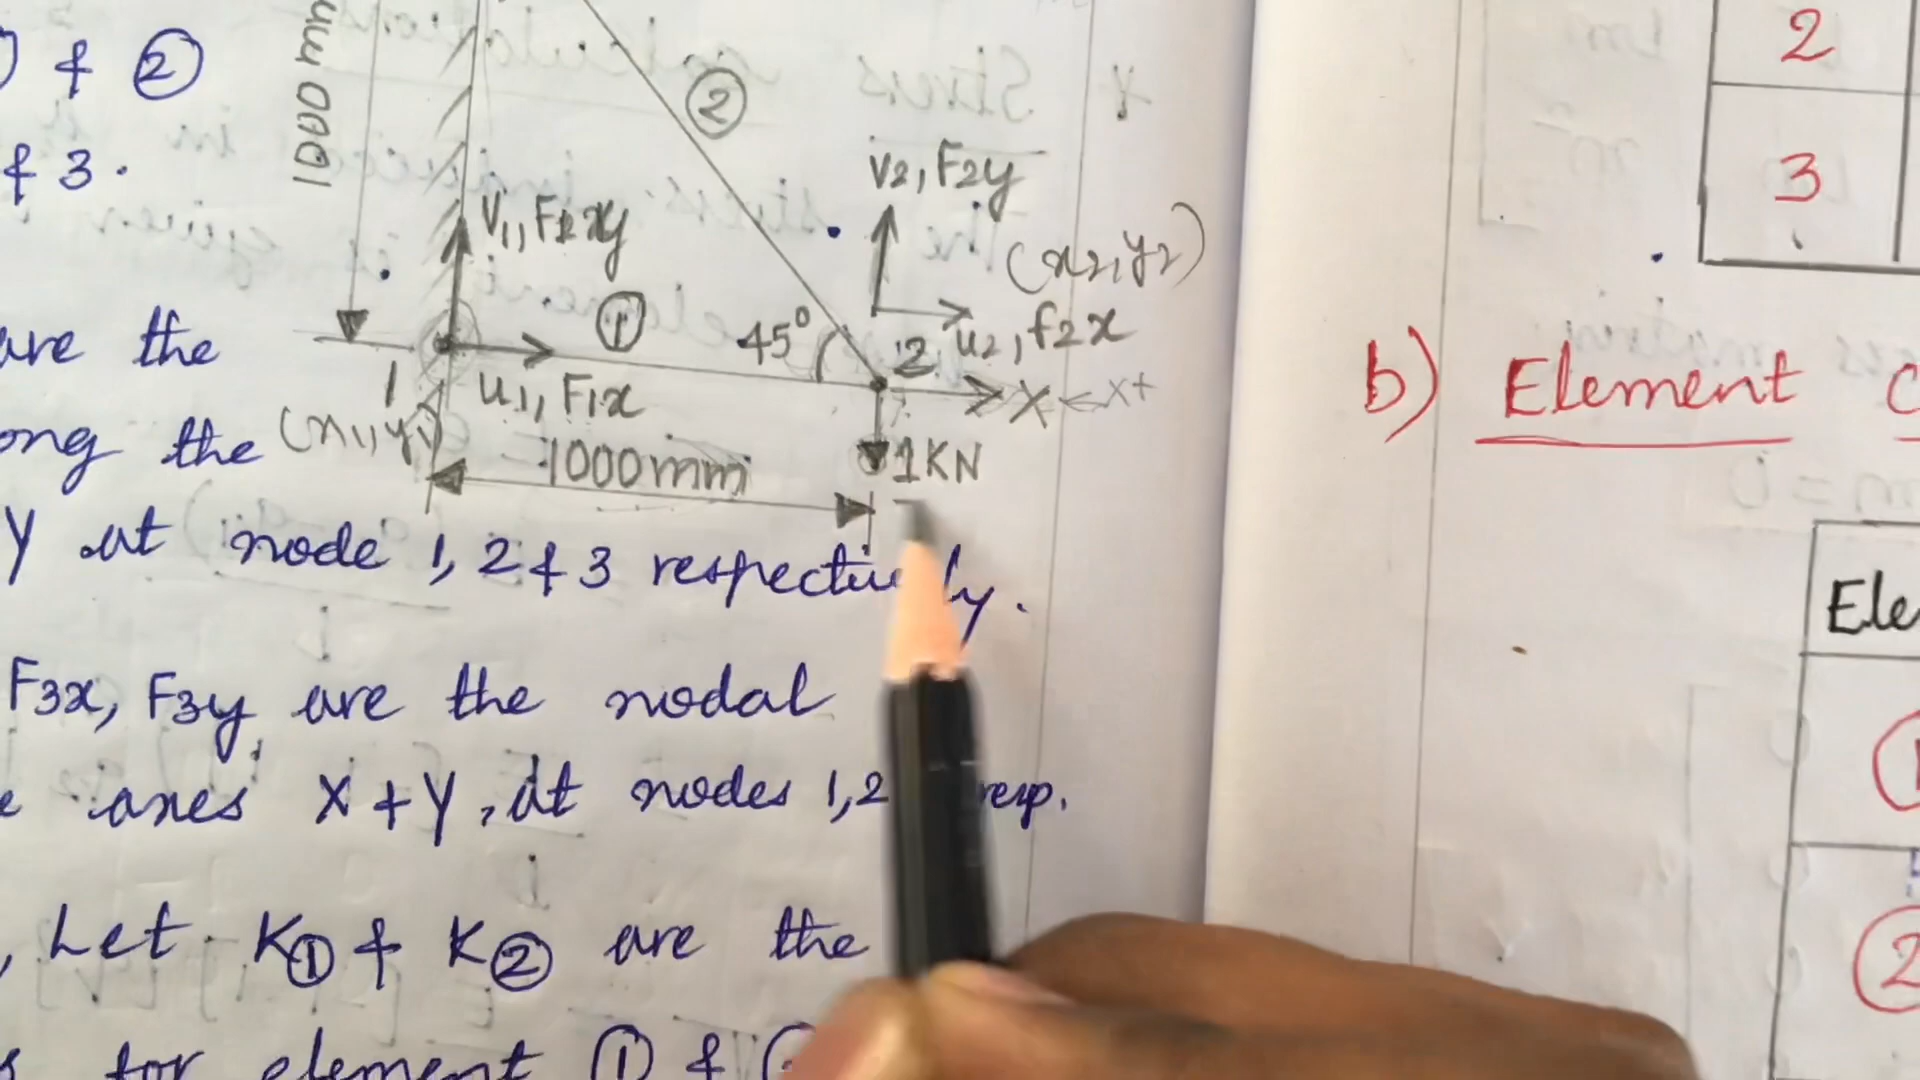 & ②
& 3.
1000 mm
②
V2, F2y
V1, F1xy
(x2, y2)
①
45°
2
u2, f2x
are the
1
u1, F1x
X ← x+
ong the
(x1, y1)
1000mm
1KN
Y at node 1, 2 & 3 respectively.
F3x, F3y are the nodal
axes X + Y, at nodes 1, 2 resp.
Let K① & K② are the
for element ① &
2
3
b) Element C
Ele
①
②